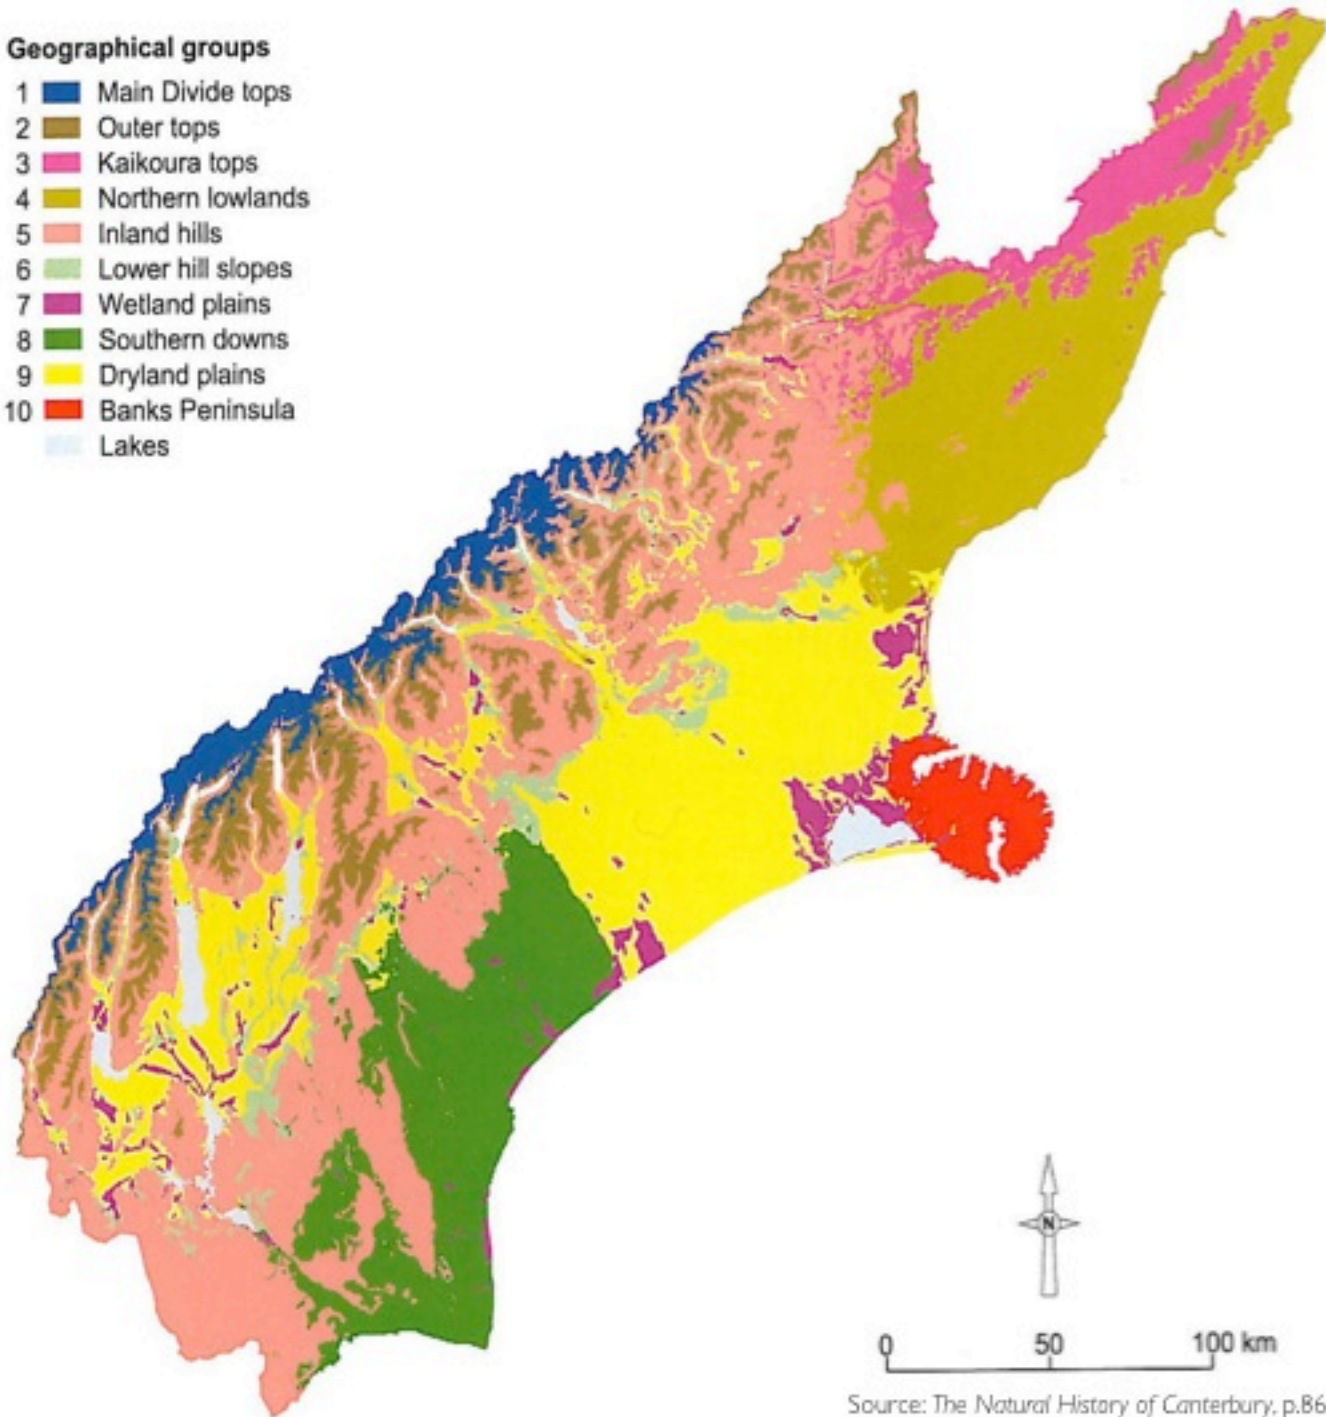 Geographical groups
1 Main Divide tops
2 Outer tops
3 Kaikoura tops
4 Northern lowlands
5 Inland hills
6 Lower hill slopes
7 Wetland plains
8 Southern downs
9 Dryland plains
10 Banks Peninsula
Lakes
N
0 50 100 km
Source: The Natural History of Canterbury, p.86